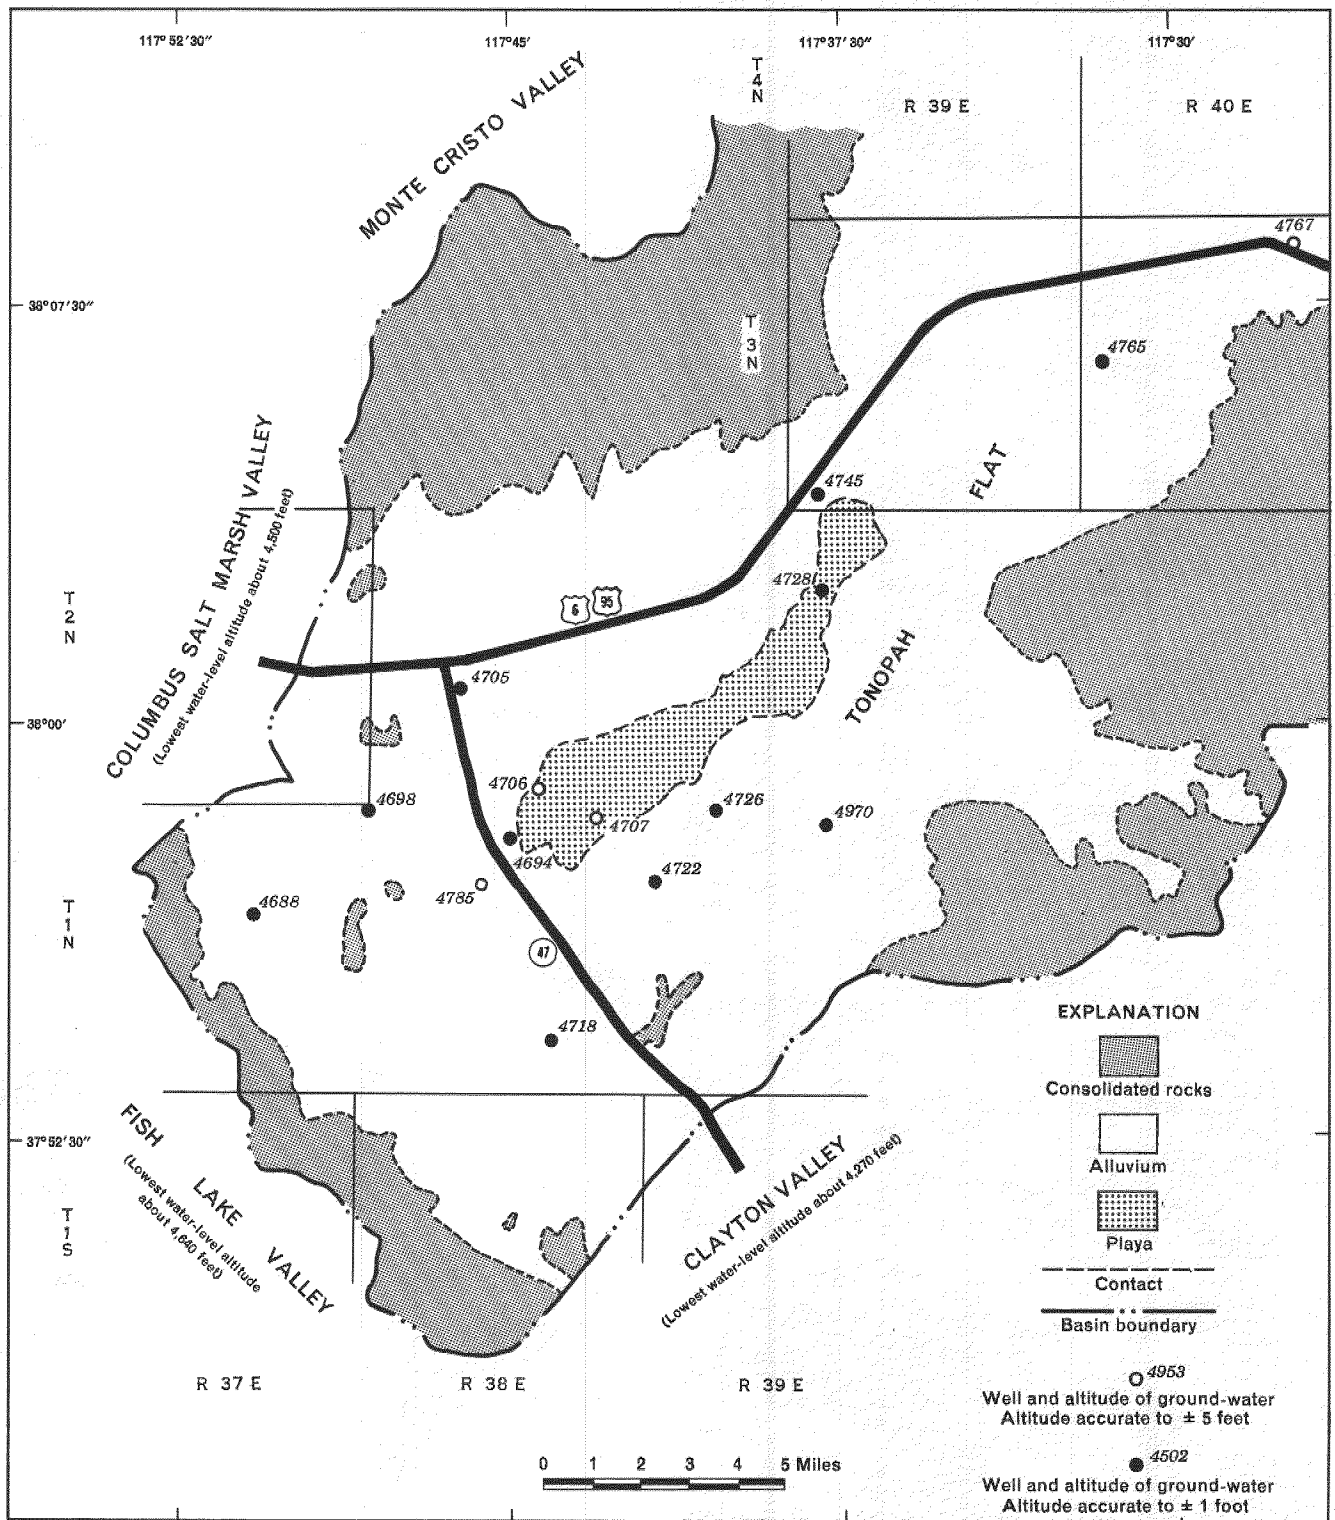 117° 52' 30"
117° 45'
117° 37' 30"
117° 30'
MONTE CRISTO VALLEY
T
4
N
R 39 E
R 40 E
4767
38° 07' 30"
T
3
N
4765
COLUMBUS SALT MARSH VALLEY
(Lowest water-level altitude about 4,500 feet)
4745
FLAT
T
2
N
6
95
4728
TONOPAH
4705
38° 00'
4706
4698
4707
4726
4970
4694
4722
4785
4688
T
1
N
47
4718
EXPLANATION
Consolidated rocks
Alluvium
Playa
Contact
Basin boundary
4953
Well and altitude of ground-water
Altitude accurate to ± 5 feet
4502
Well and altitude of ground-water
Altitude accurate to ± 1 foot
37° 52' 30"
FISH LAKE VALLEY
(Lowest water-level altitude
about 4,640 feet)
CLAYTON VALLEY
(Lowest water-level altitude about 4,270 feet)
T
1
S
R 37 E
R 38 E
R 39 E
0 1 2 3 4 5 Miles